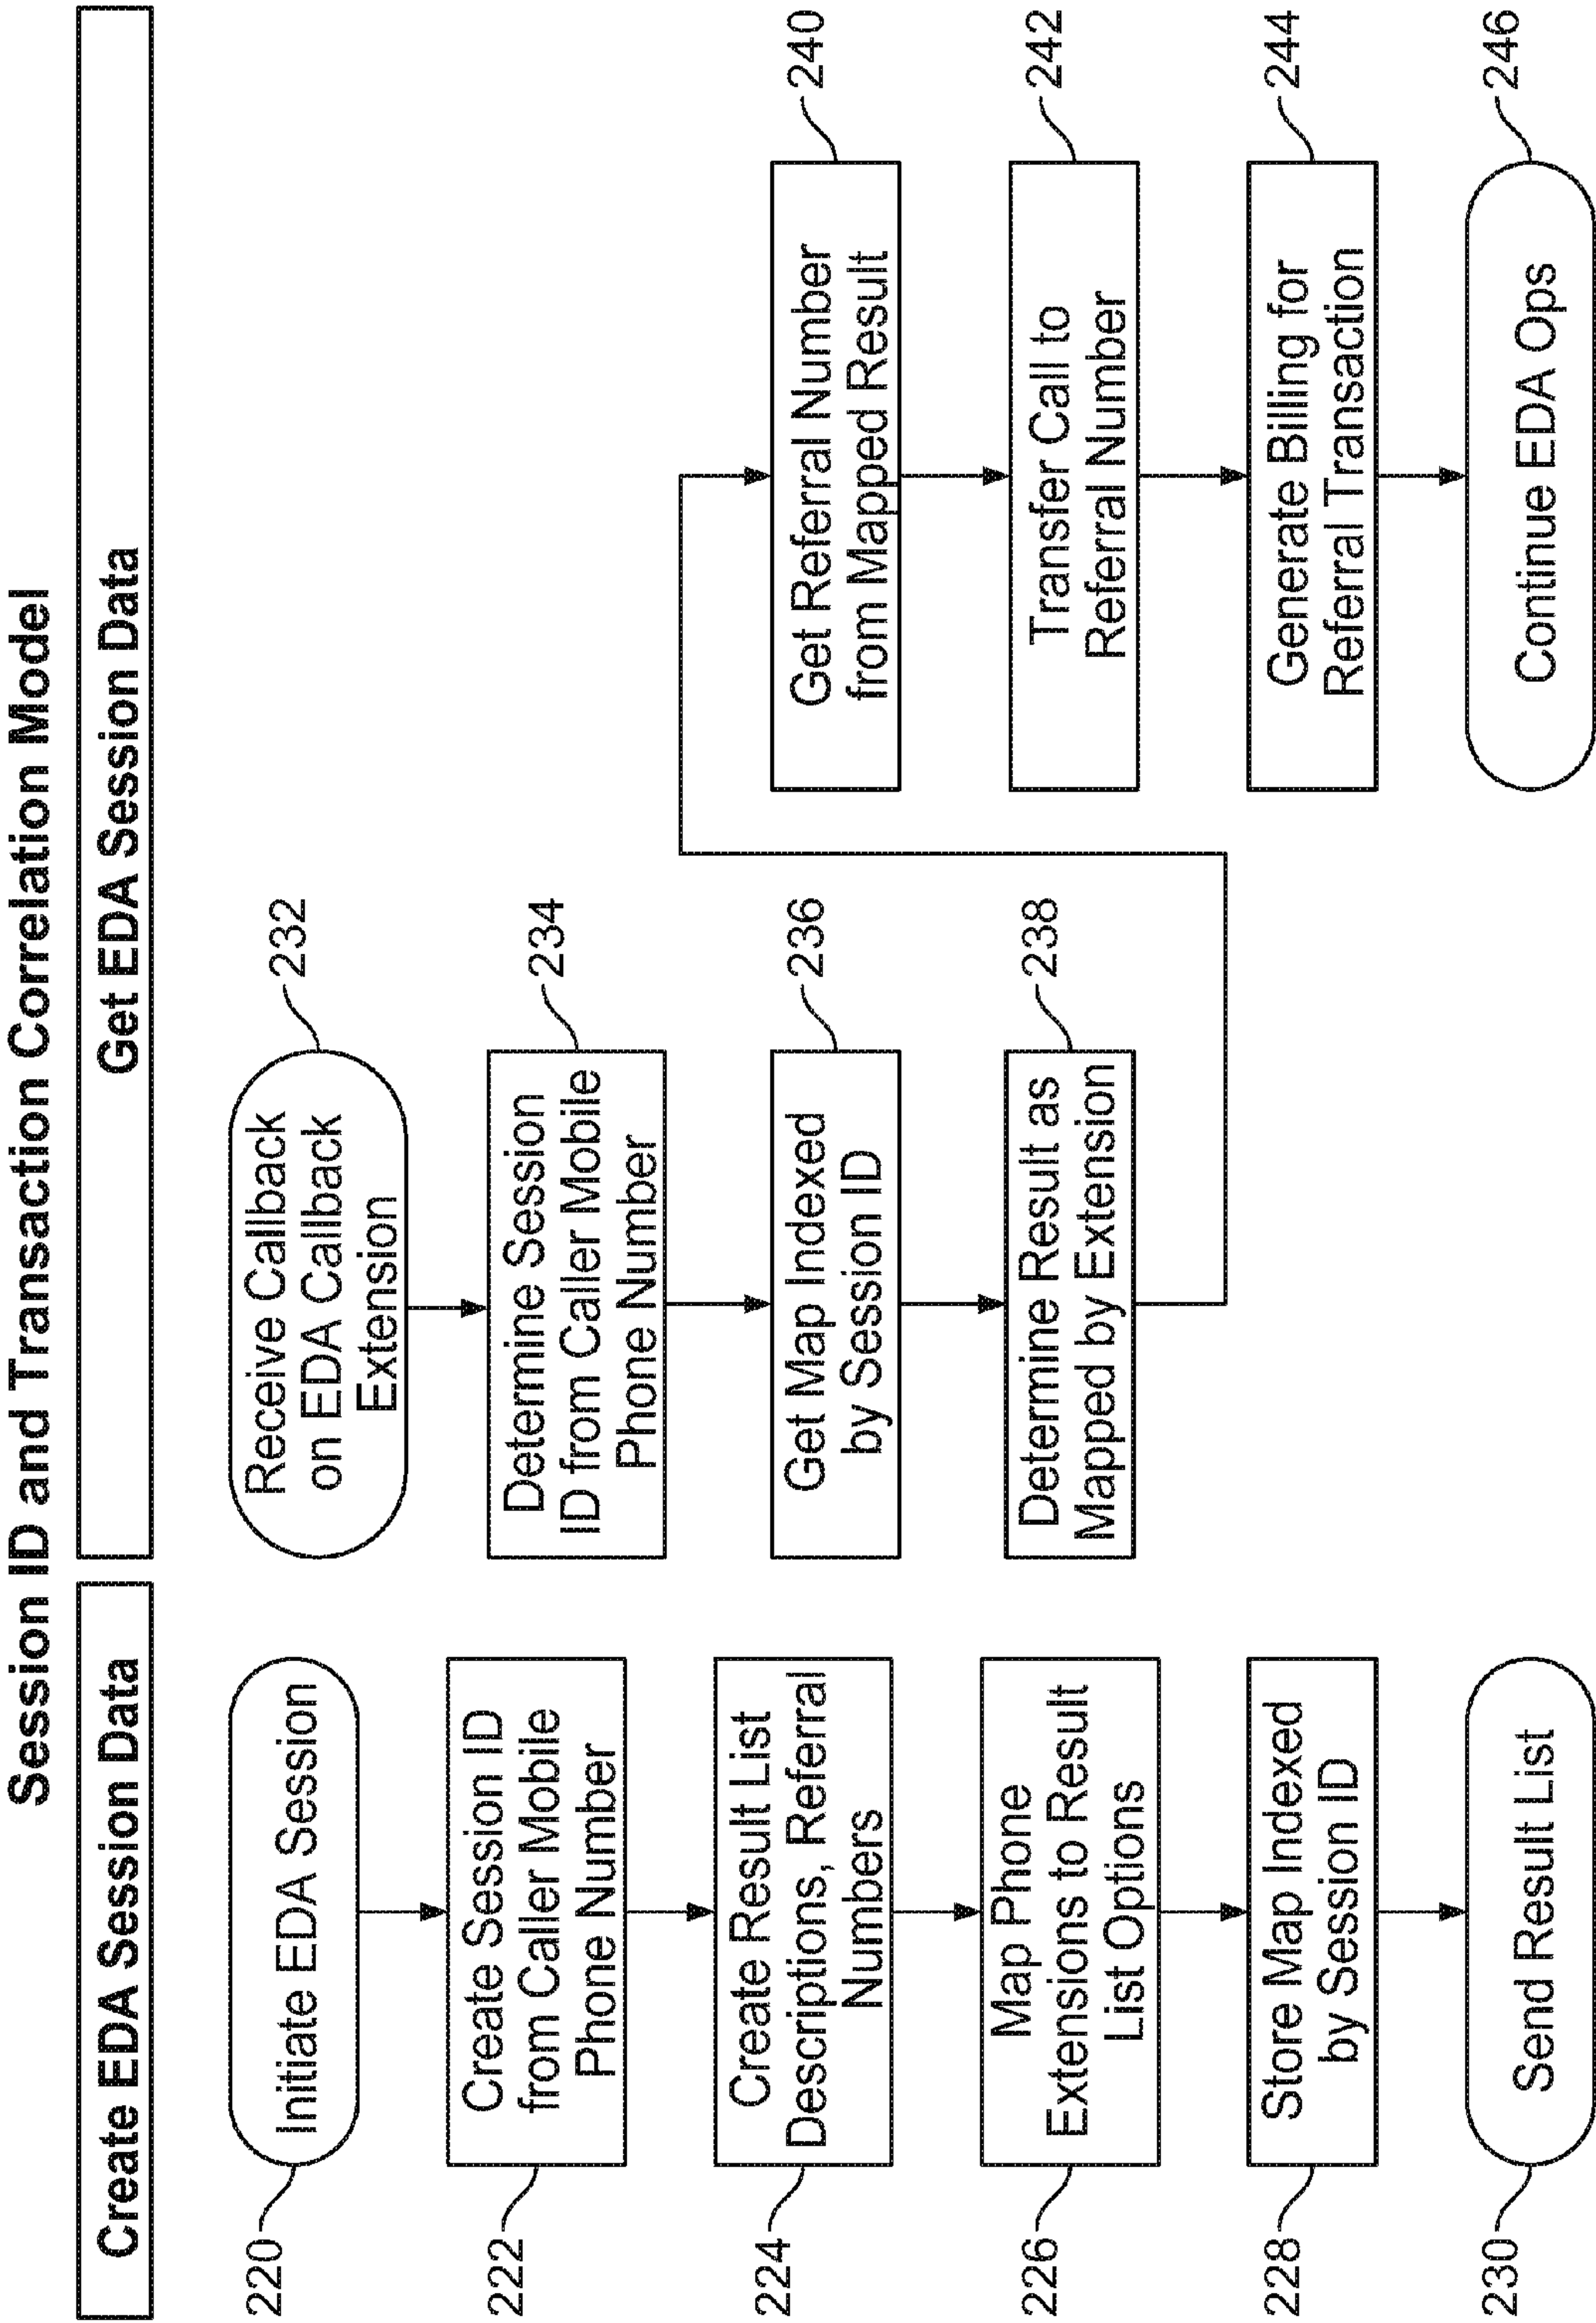 Session ID and Transaction Correlation Model
Create EDA Session Data
220
Initiate EDA Session
222
Create Session ID
from Caller Mobile
Phone Number
224
Create Result List
Descriptions, Referral
Numbers
226
Map Phone
Extensions to Result
List Options
228
Store Map Indexed
by Session ID
230
Send Result List
Get EDA Session Data
232
Receive Callback
on EDA Callback
Extension
234
Determine Session
ID from Caller Mobile
Phone Number
236
Get Map Indexed
by Session ID
238
Determine Result as
Mapped by Extension
240
Get Referral Number
from Mapped Result
242
Transfer Call to
Referral Number
244
Generate Billing for
Referral Transaction
246
Continue EDA Ops